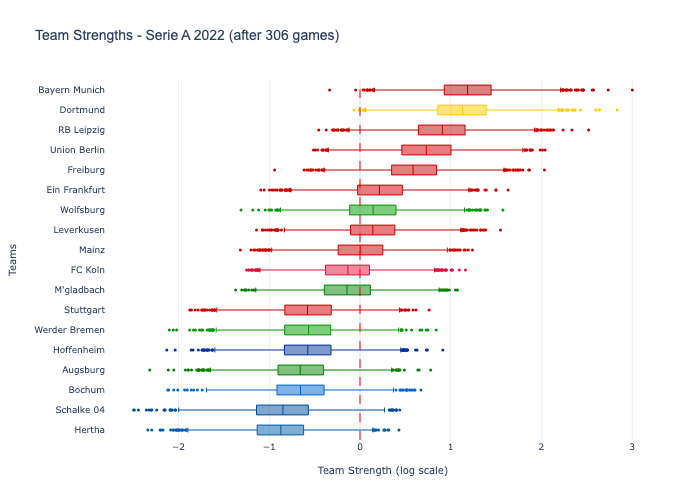 Team Strengths - Serie A 2022 (after 306 games)
Bayern Munich
Dortmund
RB Leipzig
Union Berlin
Freiburg
Ein Frankfurt
Wolfsburg
Leverkusen
Mainz
FC Koln
M'gladbach
Stuttgart
Werder Bremen
Hoffenheim
Augsburg
Bochum
Schalke 04
Hertha
Teams
−2 −1 0 1 2 3
Team Strength (log scale)